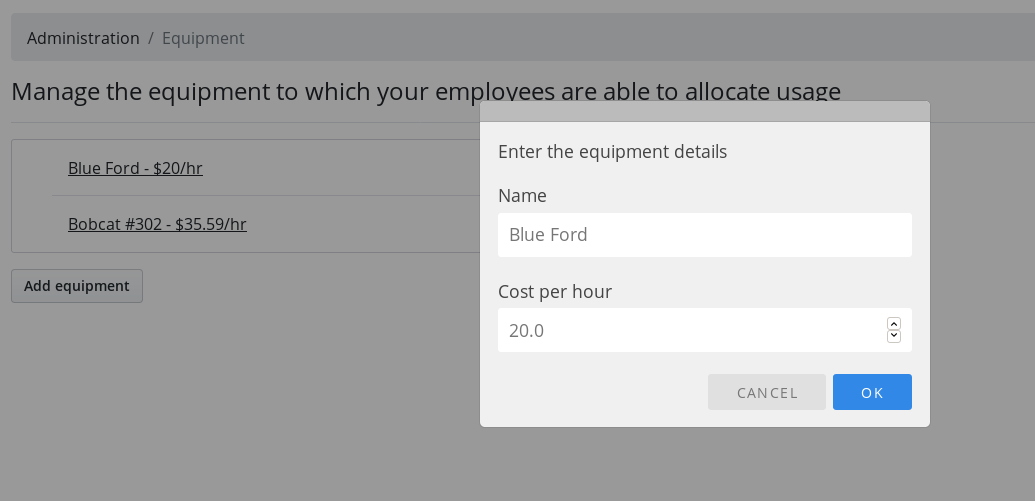 Administration / Equipment
Manage the equipment to which your employees are able to allocate usage
Blue Ford - $20/hr
Bobcat #302 - $35.59/hr
Add equipment
Enter the equipment details
Name
Blue Ford
Cost per hour
20.0
CANCEL OK